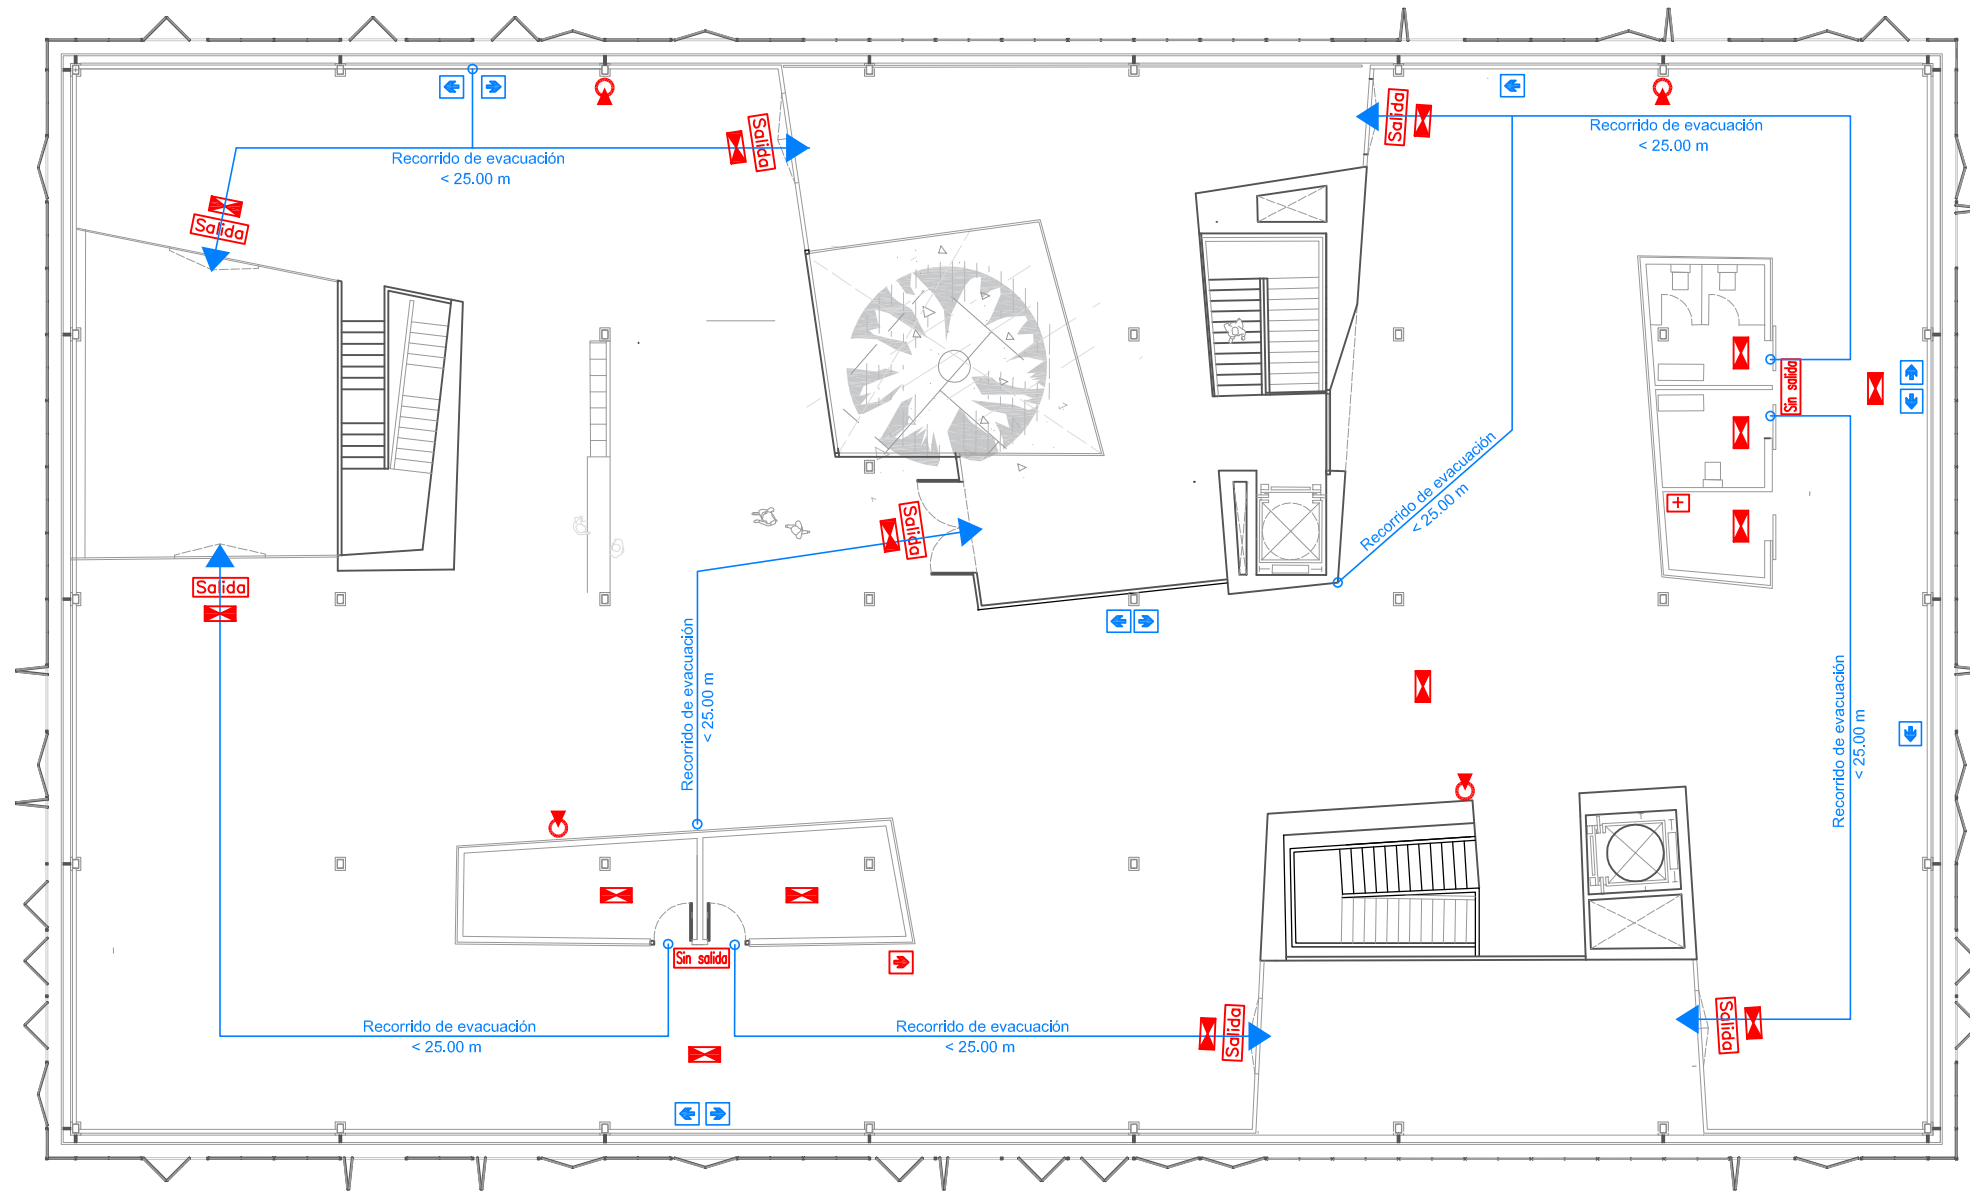 Recorrido de evacuación
< 25.00 m
Salida
Salida
Salida
Recorrido de evacuación
< 25.00 m
Sin salida
Recorrido de evacuación
< 25.00 m
Salida
Salida
Recorrido de evacuación
< 25.00 m
Recorrido de evacuación
< 25.00 m
Sin salida
Recorrido de evacuación
< 25.00 m
Recorrido de evacuación
< 25.00 m
Salida
Salida